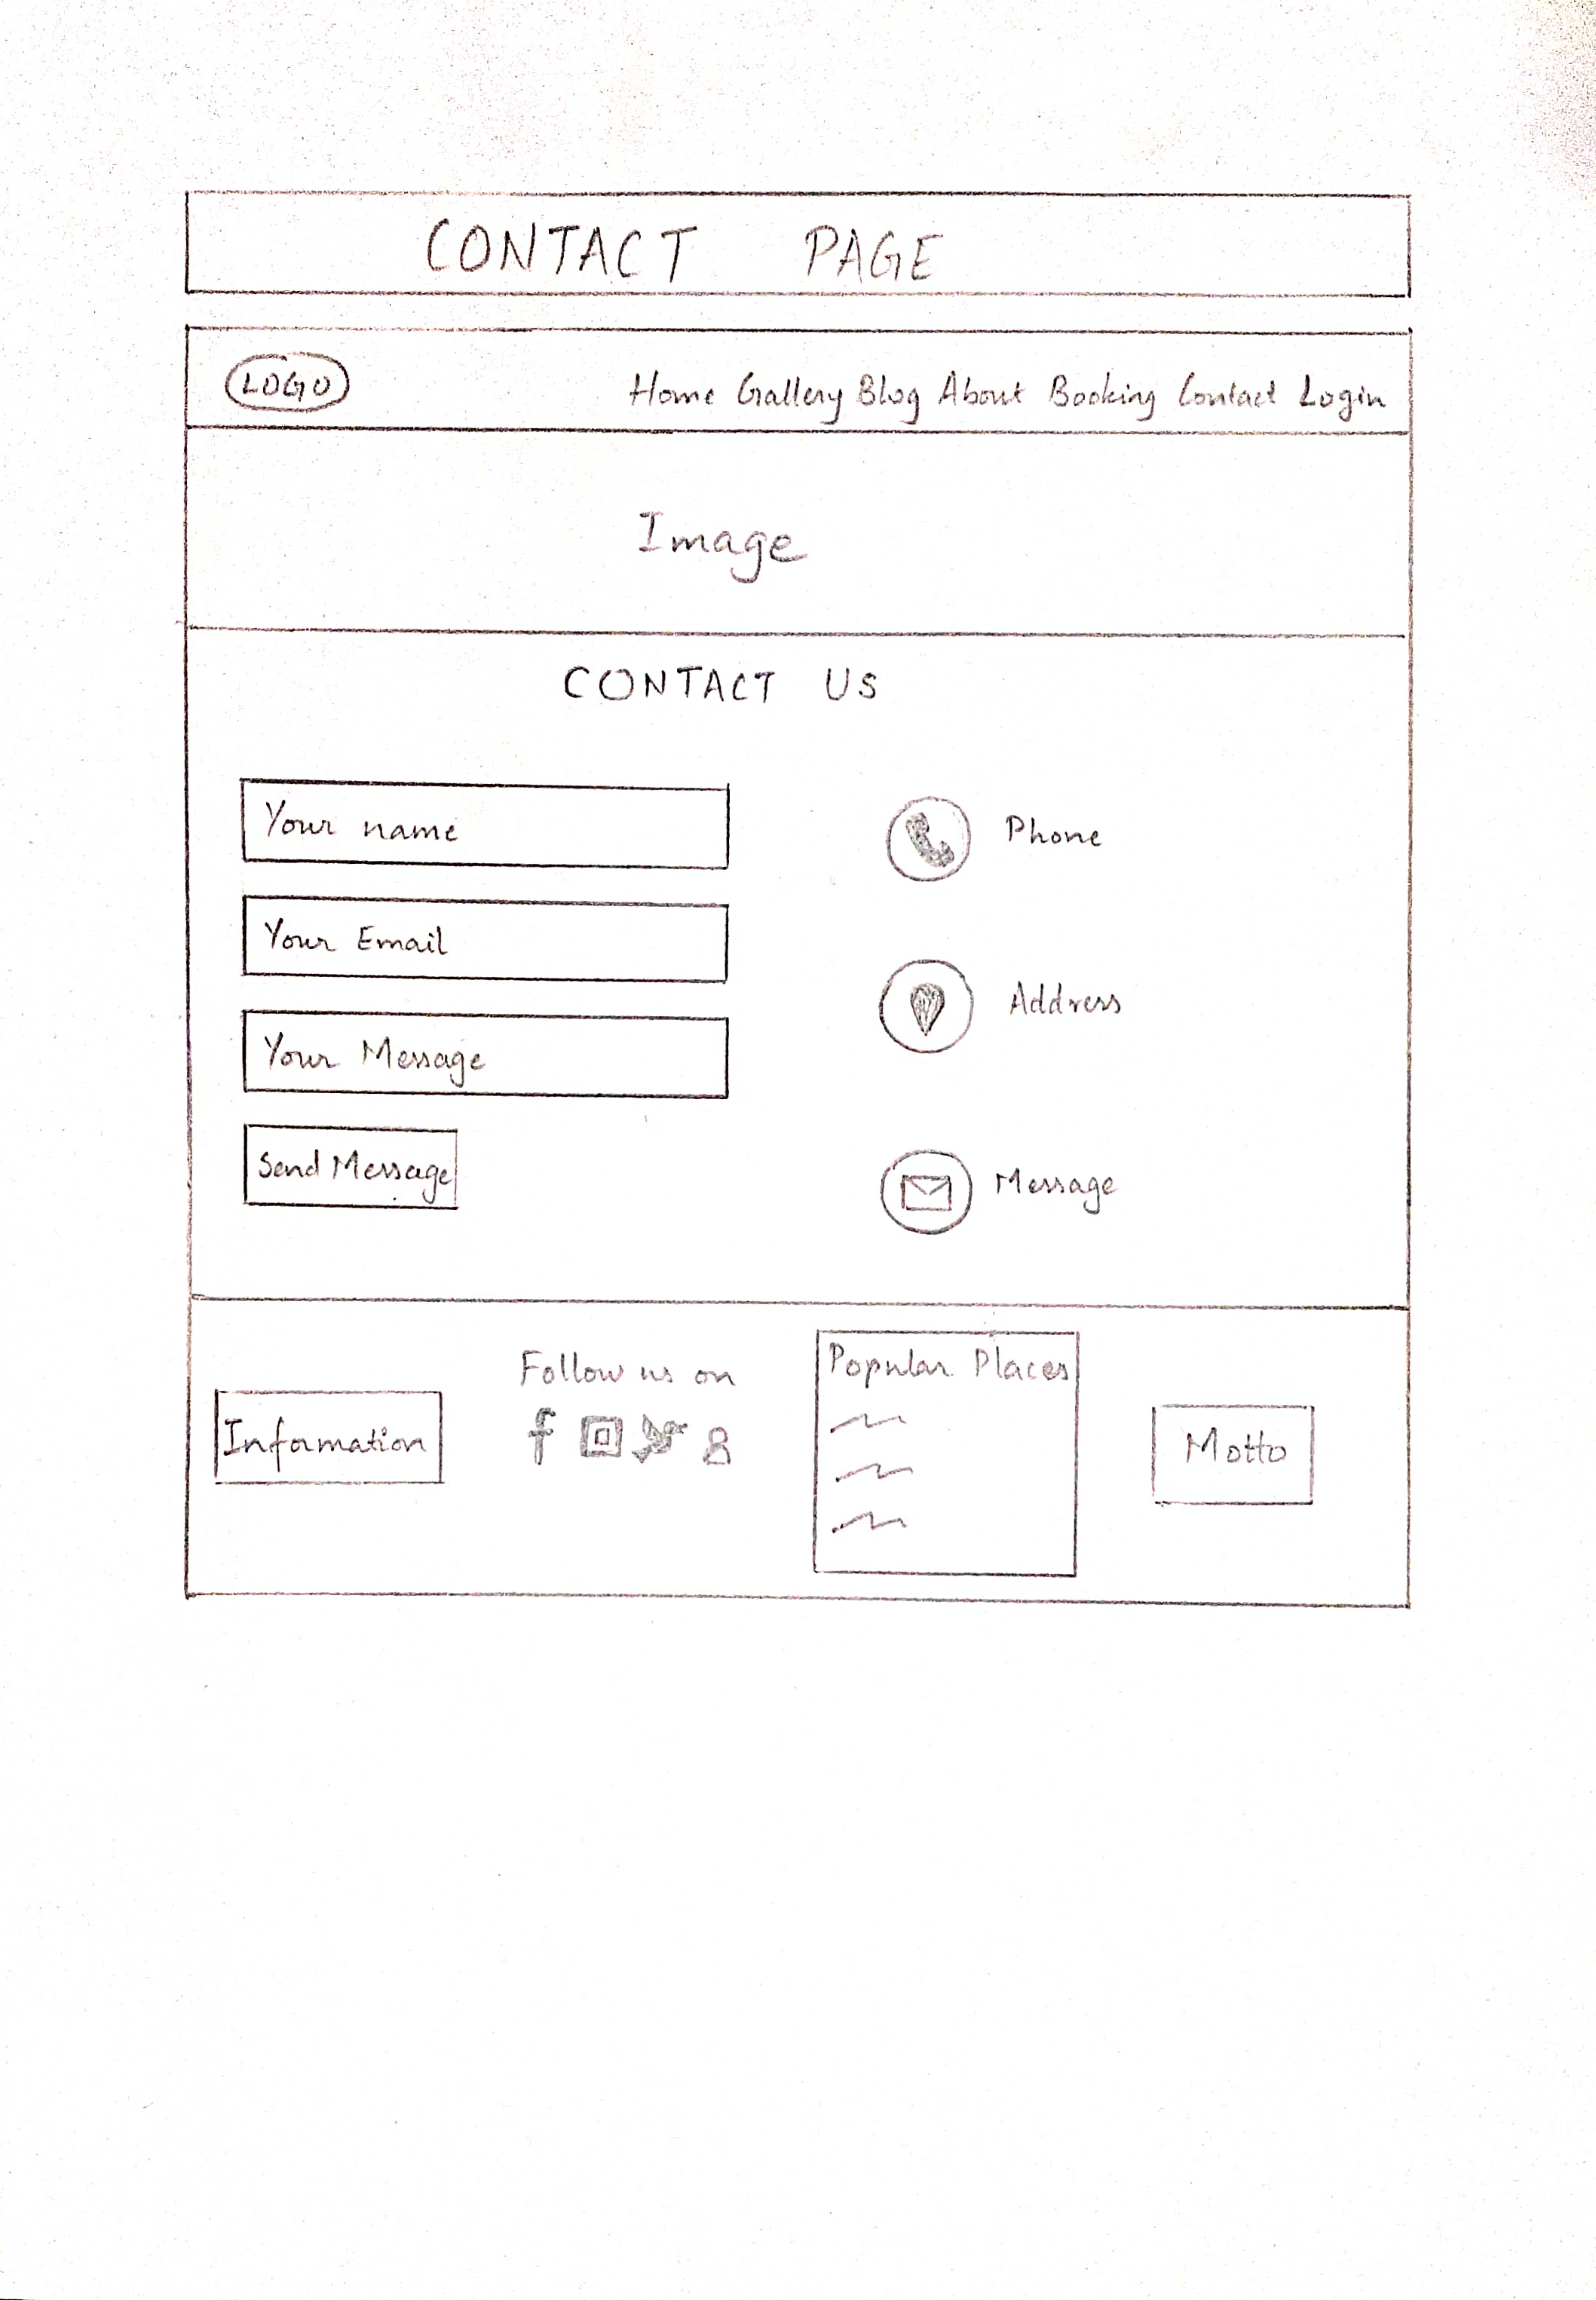 CONTACT PAGE
LOGO
Home Gallery Blog About Booking Contact Login
Image
CONTACT US
Your name
Phone
Your Email
Address
Your Message
Send Message
Message
Information
Follow us on
f
Popular Places
Motto